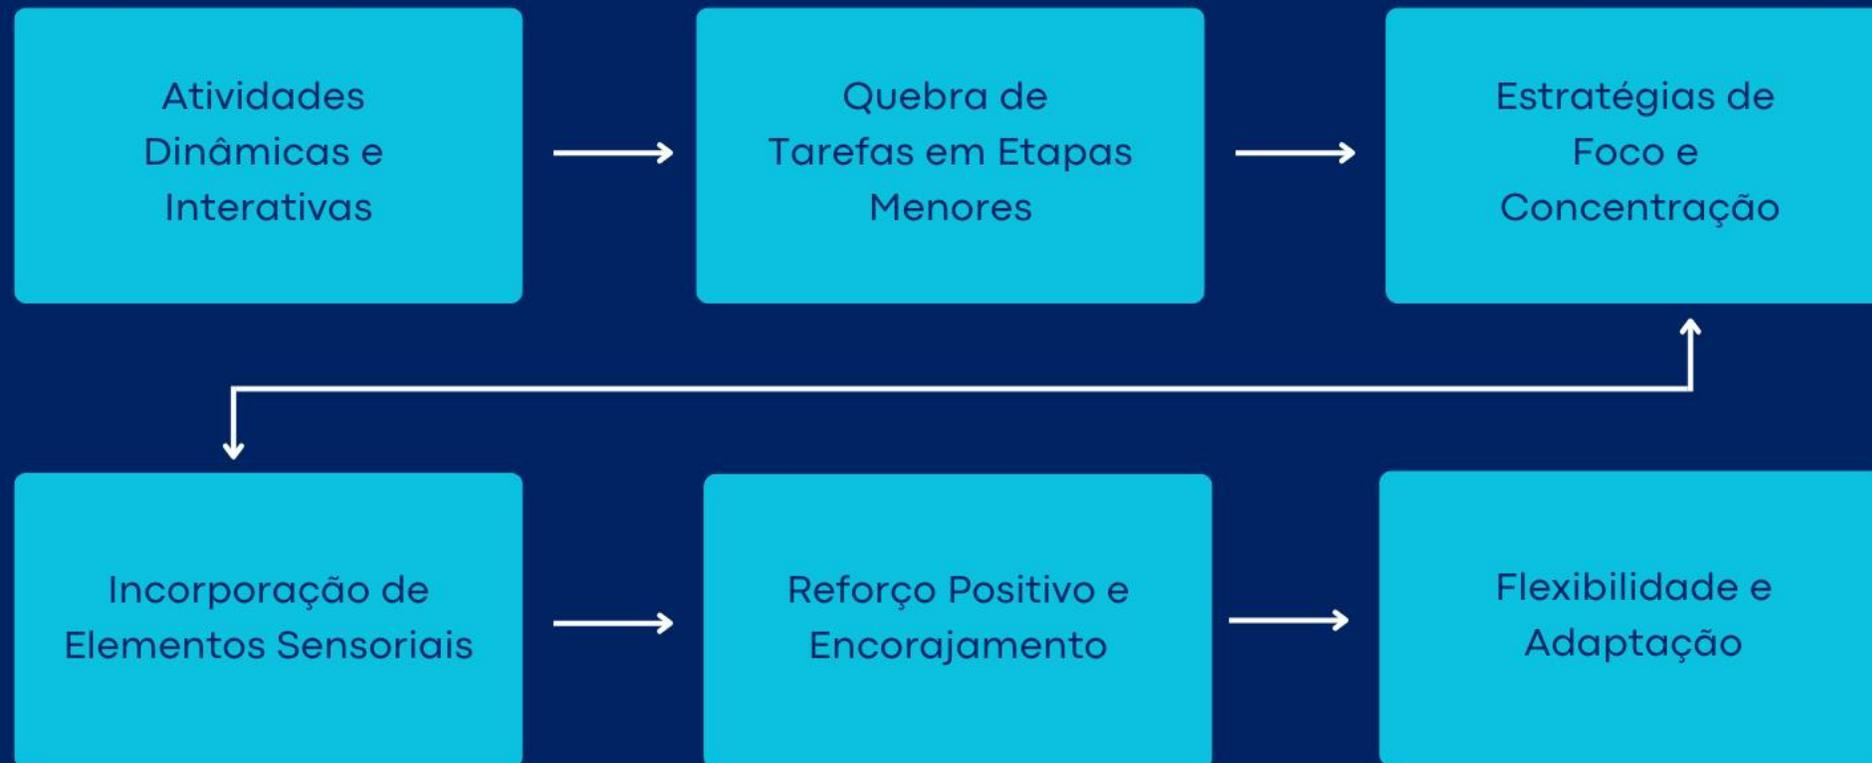 Atividades
Dinâmicas e
Interativas
Quebra de
Tarefas em Etapas
Menores
Estratégias de
Foco e
Concentração
Incorporação de
Elementos Sensoriais
Reforço Positivo e
Encorajamento
Flexibilidade e
Adaptação